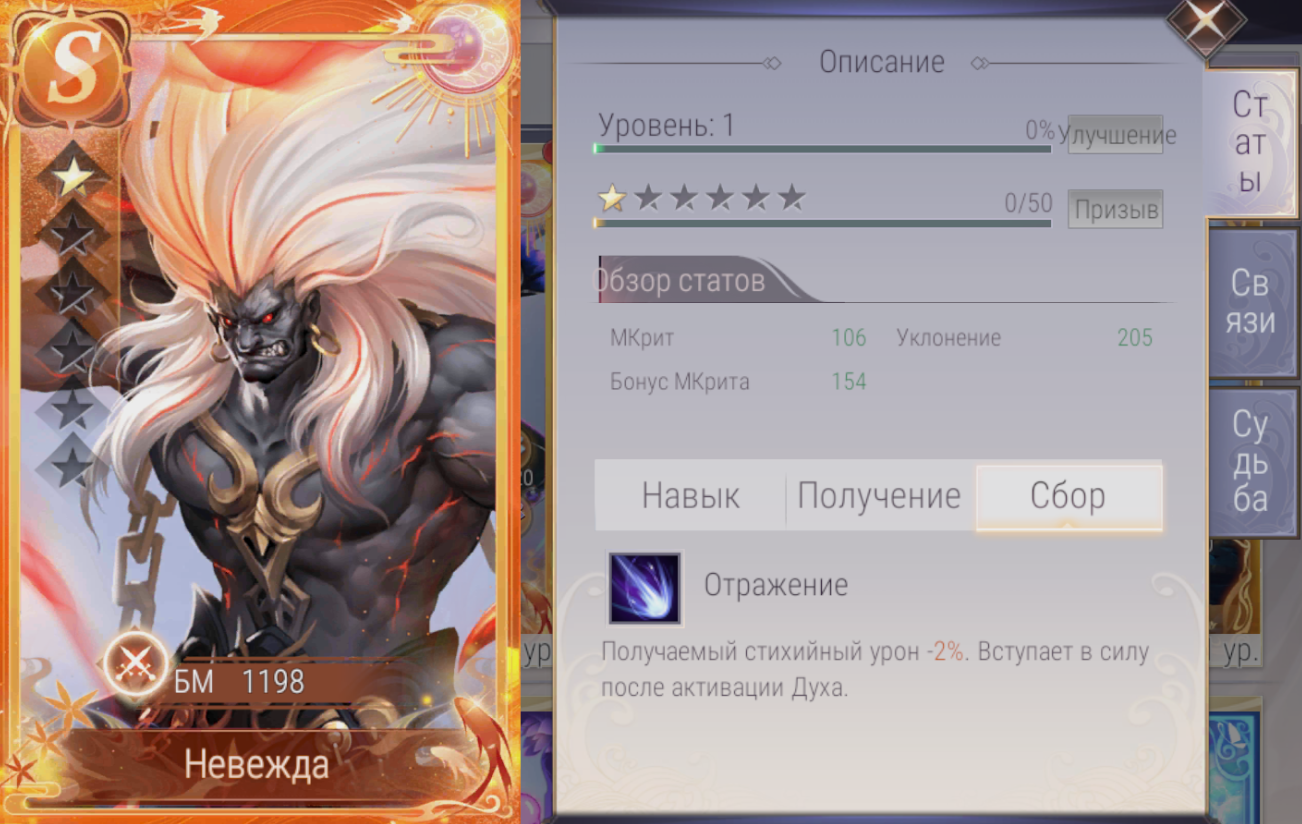 S
БМ 1198
Невежда
Описание
Уровень: 1
0%
Улучшение
0/50
Призыв
Обзор статов
МКрит 106 Уклонение 205
Бонус МКрита 154
Навык Получение Сбор
Отражение
Получаемый стихийный урон -2%. Вступает в силу
после активации Духа.
Ст
ат
ы
Св
язи
Су
дь
ба
ур.